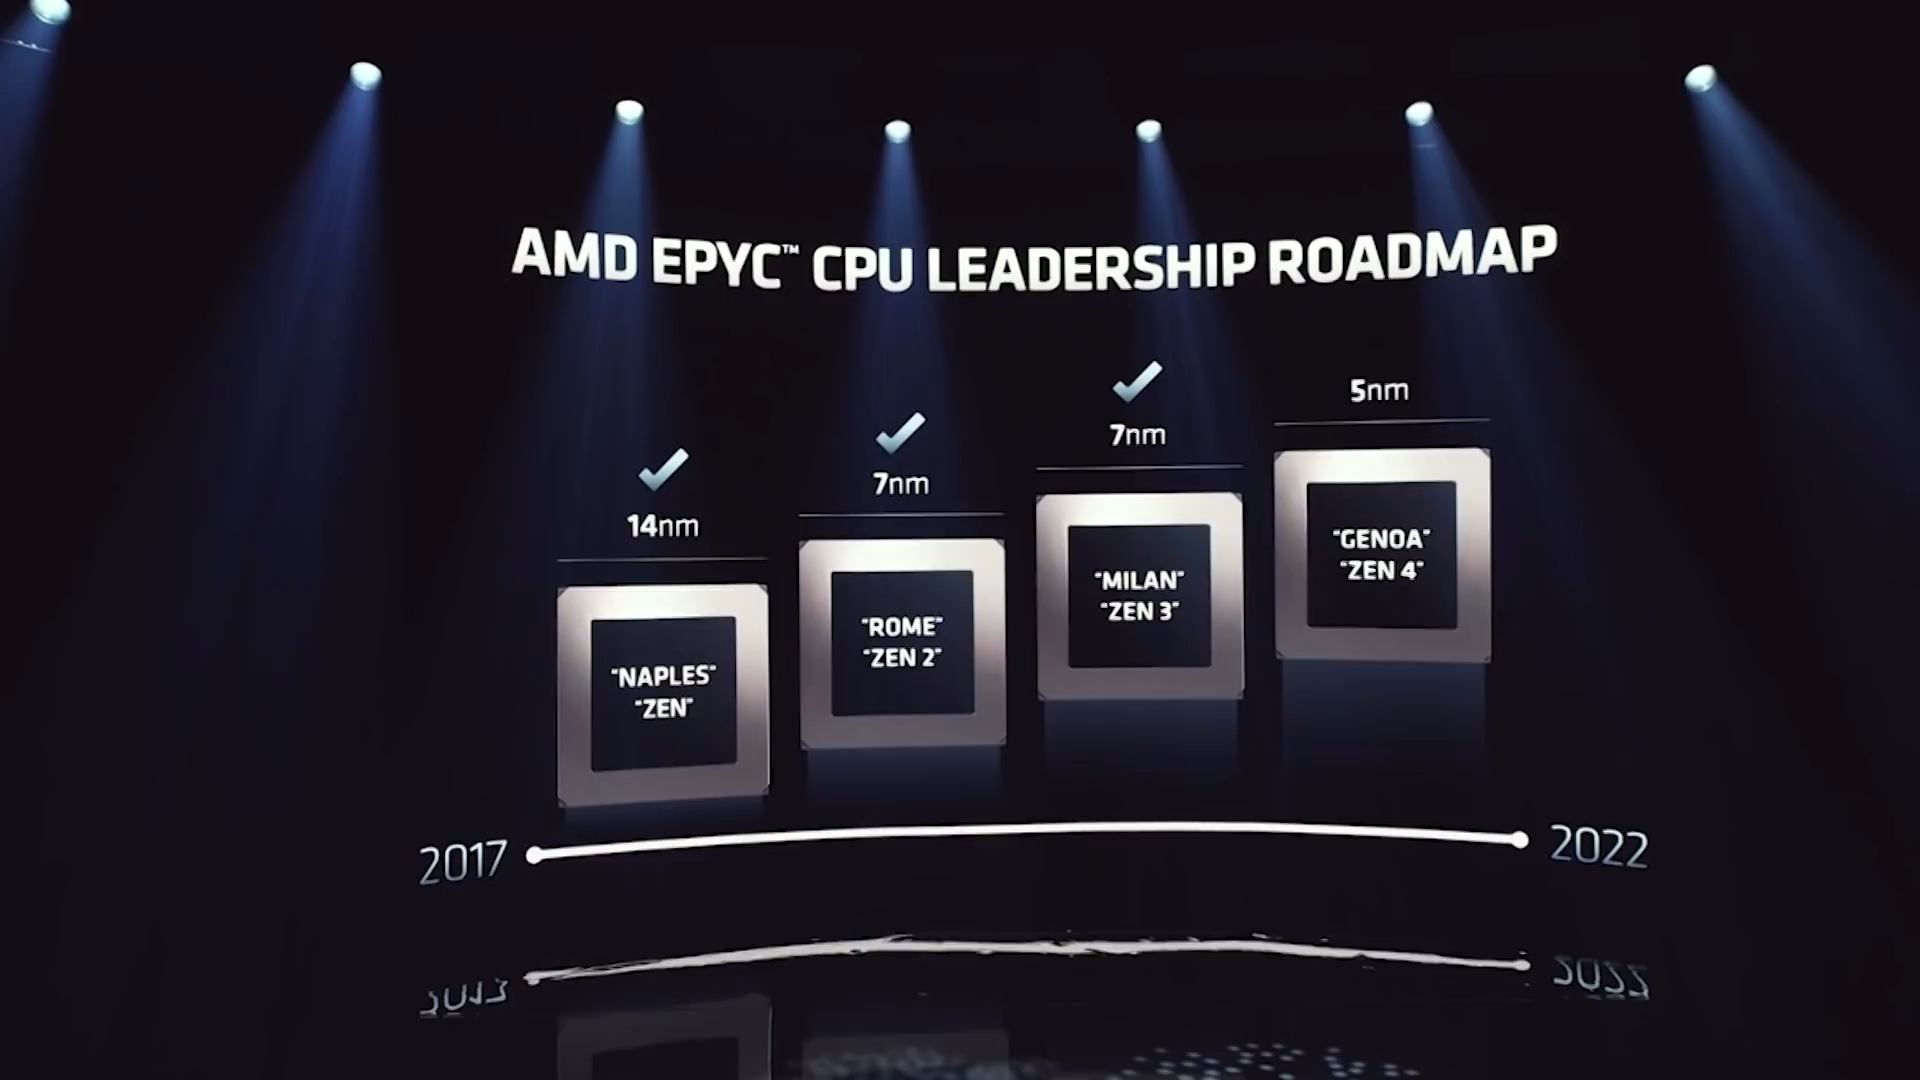 AMD EPYC™ CPU LEADERSHIP ROADMAP
14nm
"NAPLES"
"ZEN"
7nm
"ROME"
"ZEN 2"
7nm
"MILAN"
"ZEN 3"
5nm
"GENOA"
"ZEN 4"
2017
2022